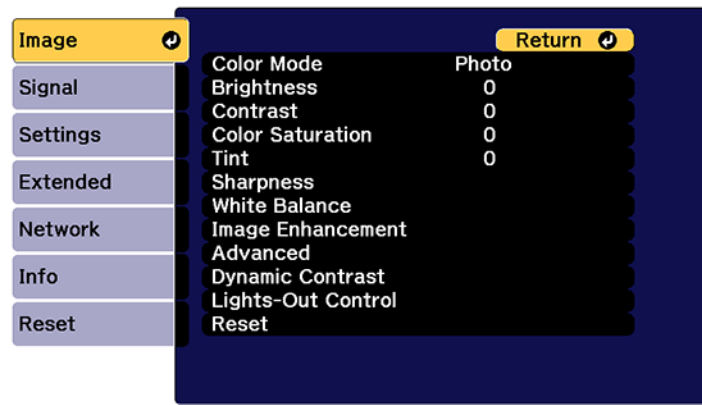 Image
Signal
Settings
Extended
Network
Info
Reset
Return
Color Mode Photo
Brightness 0
Contrast 0
Color Saturation 0
Tint 0
Sharpness
White Balance
Image Enhancement
Advanced
Dynamic Contrast
Lights-Out Control
Reset